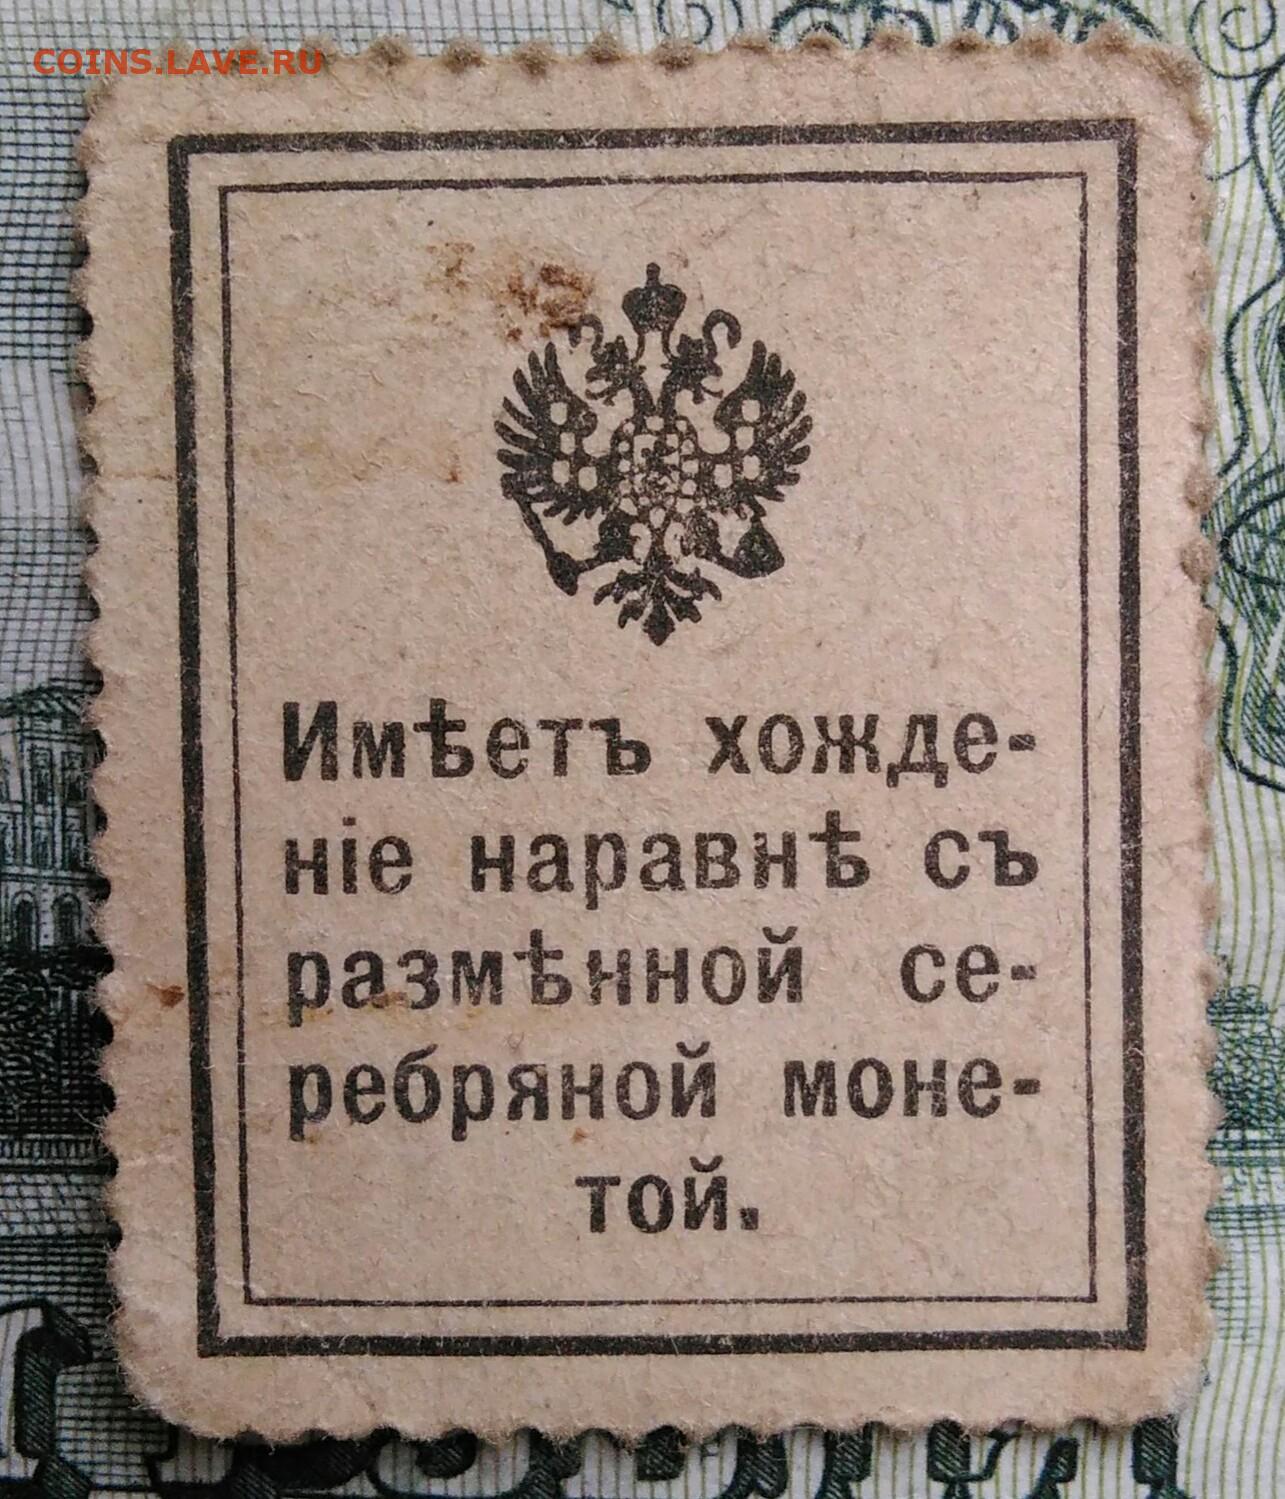 COINS.LAVE.RU
Имѣетъ хожде-
ніе наравнѣ съ
размѣнной се-
ребряной моне-
той.